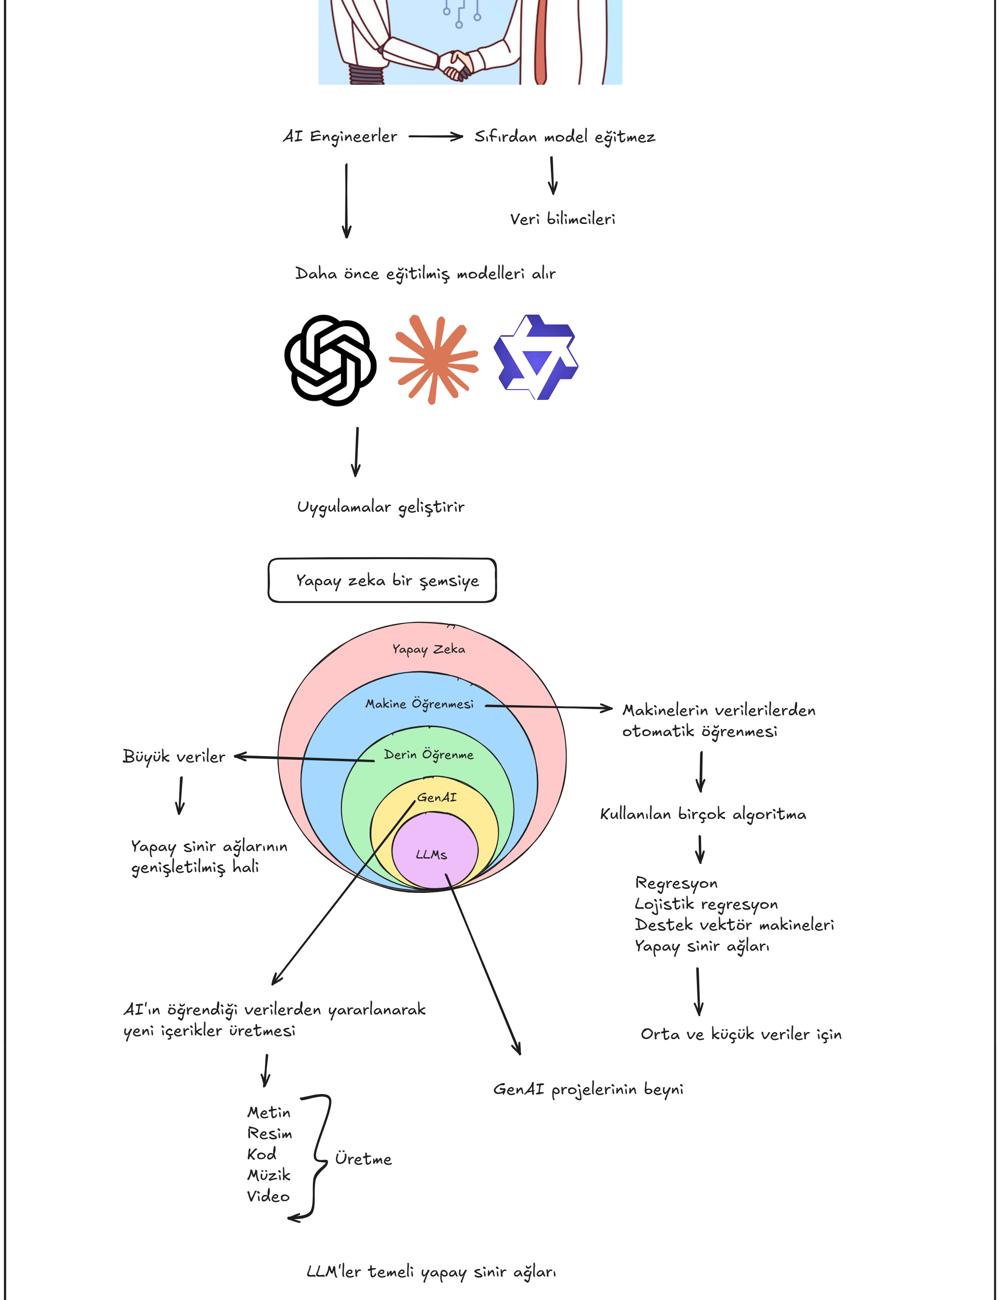 AI Engineerler
Sıfırdan model eğitmez
Veri bilimcileri
Daha önce eğitilmiş modelleri alır
Uygulamalar geliştirir
Yapay zeka bir şemsiye
Yapay Zeka
Makine Öğrenmesi
Derin Öğrenme
GenAI
LLMs
Makinelerin verilerilerden
otomatik öğrenmesi
Kullanılan birçok algoritma
Regresyon
Lojistik regresyon
Destek vektör makineleri
Yapay sinir ağları
Orta ve küçük veriler için
Büyük veriler
Yapay sinir ağlarının
genişletilmiş hali
AI'ın öğrendiği verilerden yararlanarak
yeni içerikler üretmesi
Metin
Resim
Kod
Müzik
Video
Üretme
GenAI projelerinin beyni
LLM'ler temeli yapay sinir ağları